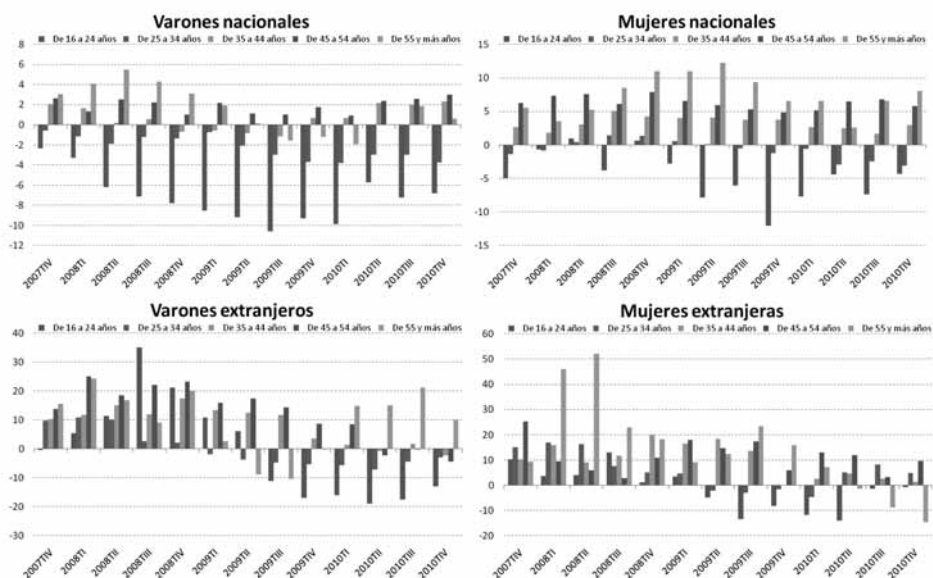 Varones nacionales
De 16 a 24 años De 25 a 34 años De 35 a 44 años De 45 a 54 años De 55 y más años
8
6
4
2
0
-2
-4
-6
-8
-10
-12
2007TIV 2008TI 2008TII 2008TIII 2008TIV 2009TI 2009TII 2009TIII 2009TIV 2010TI 2010TII 2010TIII 2010TIV
Mujeres nacionales
De 16 a 24 años De 25 a 34 años De 35 a 44 años De 45 a 54 años De 55 y más años
15
10
5
0
-5
-10
-15
2007TIV 2008TI 2008TII 2008TIII 2008TIV 2009TI 2009TII 2009TIII 2009TIV 2010TI 2010TII 2010TIII 2010TIV
Varones extranjeros
De 16 a 24 años De 25 a 34 años De 35 a 44 años De 45 a 54 años De 55 y más años
40
30
20
10
0
-10
-20
-30
2007TIV 2008TI 2008TII 2008TIII 2008TIV 2009TI 2009TII 2009TIII 2009TIV 2010TI 2010TII 2010TIII 2010TIV
Mujeres extranjeras
De 16 a 24 años De 25 a 34 años De 35 a 44 años De 45 a 54 años De 55 y más años
60
50
40
30
20
10
0
-10
-20
2007TIV 2008TI 2008TII 2008TIII 2008TIV 2009TI 2009TII 2009TIII 2009TIV 2010TI 2010TII 2010TIII 2010TIV